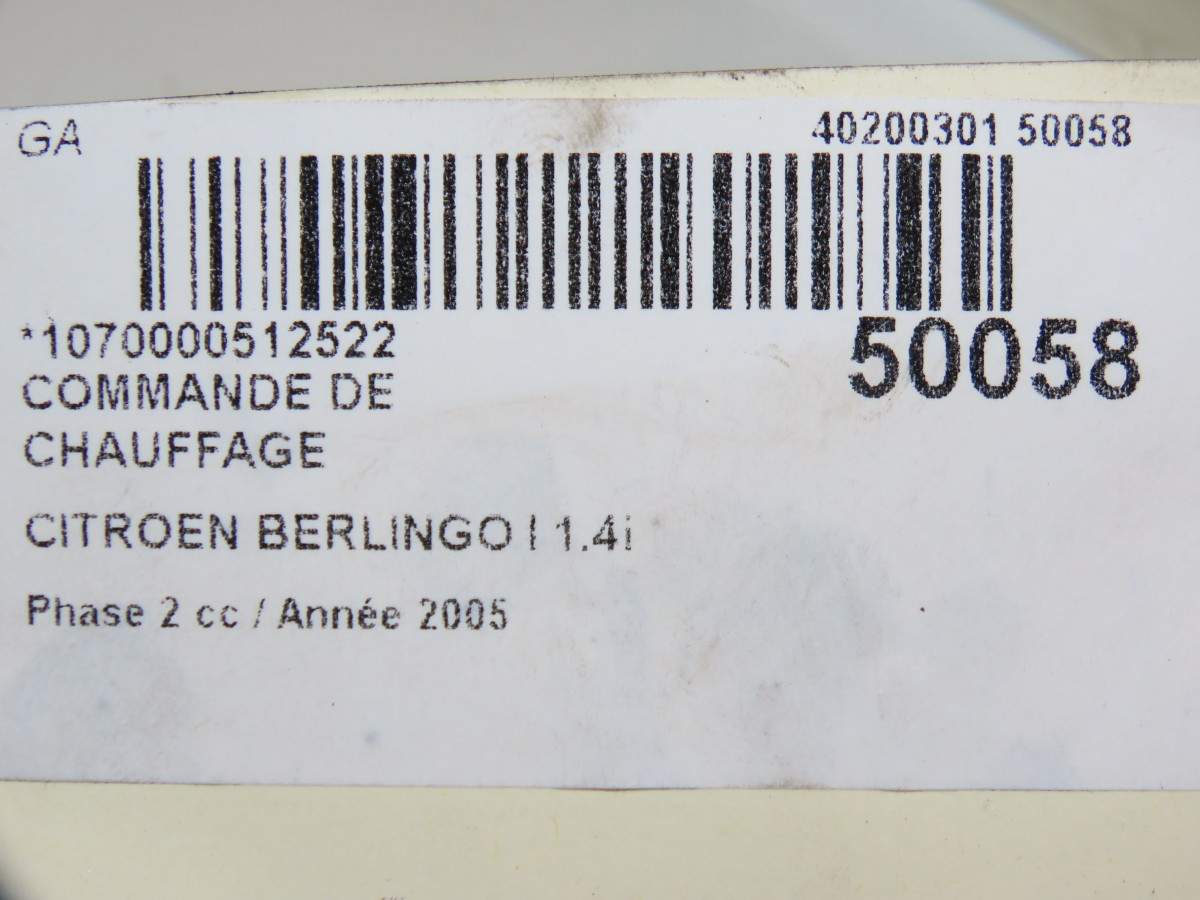 GA
40200301 50058
*1070000512522
50058
COMMANDE DE
CHAUFFAGE
CITROEN BERLINGO I 1.4i
Phase 2 cc / Année 2005